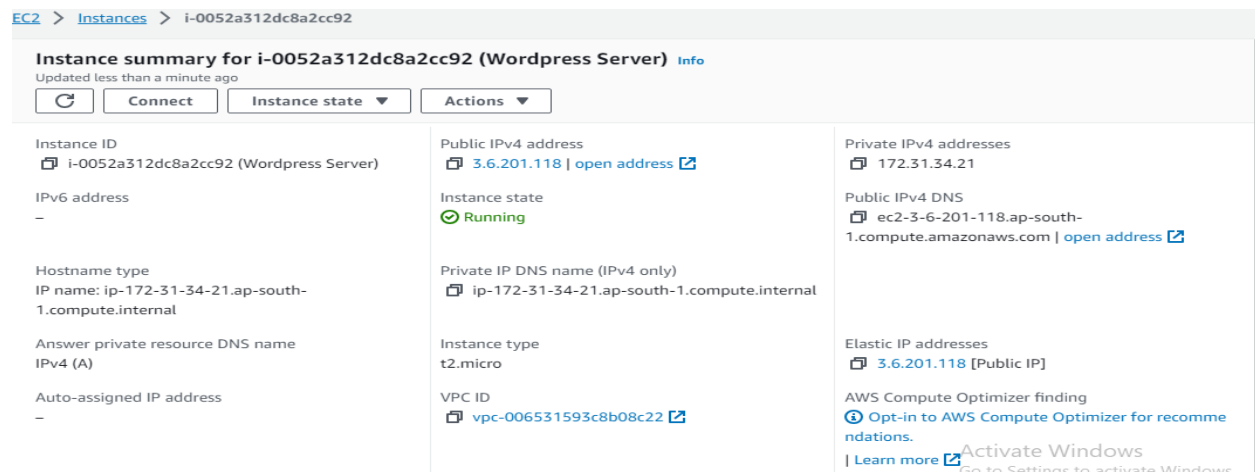 EC2 > Instances > i-0052a312dc8a2cc92
Instance summary for i-0052a312dc8a2cc92 (Wordpress Server) Info
Updated less than a minute ago
Connect Instance state Actions
Instance ID
i-0052a312dc8a2cc92 (Wordpress Server)
Public IPv4 address
3.6.201.118 | open address
Private IPv4 addresses
172.31.34.21
IPv6 address
–
Instance state
Running
Public IPv4 DNS
ec2-3-6-201-118.ap-south-
1.compute.amazonaws.com | open address
Hostname type
IP name: ip-172-31-34-21.ap-south-
1.compute.internal
Private IP DNS name (IPv4 only)
ip-172-31-34-21.ap-south-1.compute.internal
Answer private resource DNS name
IPv4 (A)
Instance type
t2.micro
Elastic IP addresses
3.6.201.118 [Public IP]
Auto-assigned IP address
–
VPC ID
vpc-006531593c8b08c22
AWS Compute Optimizer finding
Opt-in to AWS Compute Optimizer for recomme
ndations.
| Learn more
Activate Windows
Go to Settings to activate Windows